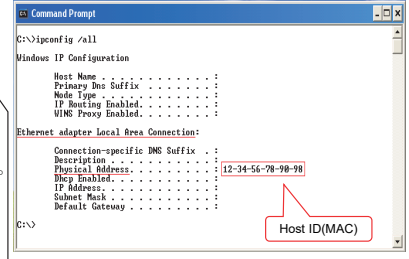 Command Prompt
C:\>ipconfig /all
Windows IP Configuration
Host Name . . . . . . . . . . . . :
Primary Dns Suffix . . . . . . . :
Node Type . . . . . . . . . . . . :
IP Routing Enabled. . . . . . . . :
WINS Proxy Enabled. . . . . . . . :
Ethernet adapter Local Area Connection:
Connection-specific DNS Suffix . :
Description . . . . . . . . . . . :
Physical Address. . . . . . . . . : 12-34-56-78-90-98
Dhcp Enabled. . . . . . . . . . . :
IP Address. . . . . . . . . . . . :
Subnet Mask . . . . . . . . . . . :
Default Gateway . . . . . . . . . :
C:\>
Host ID(MAC)